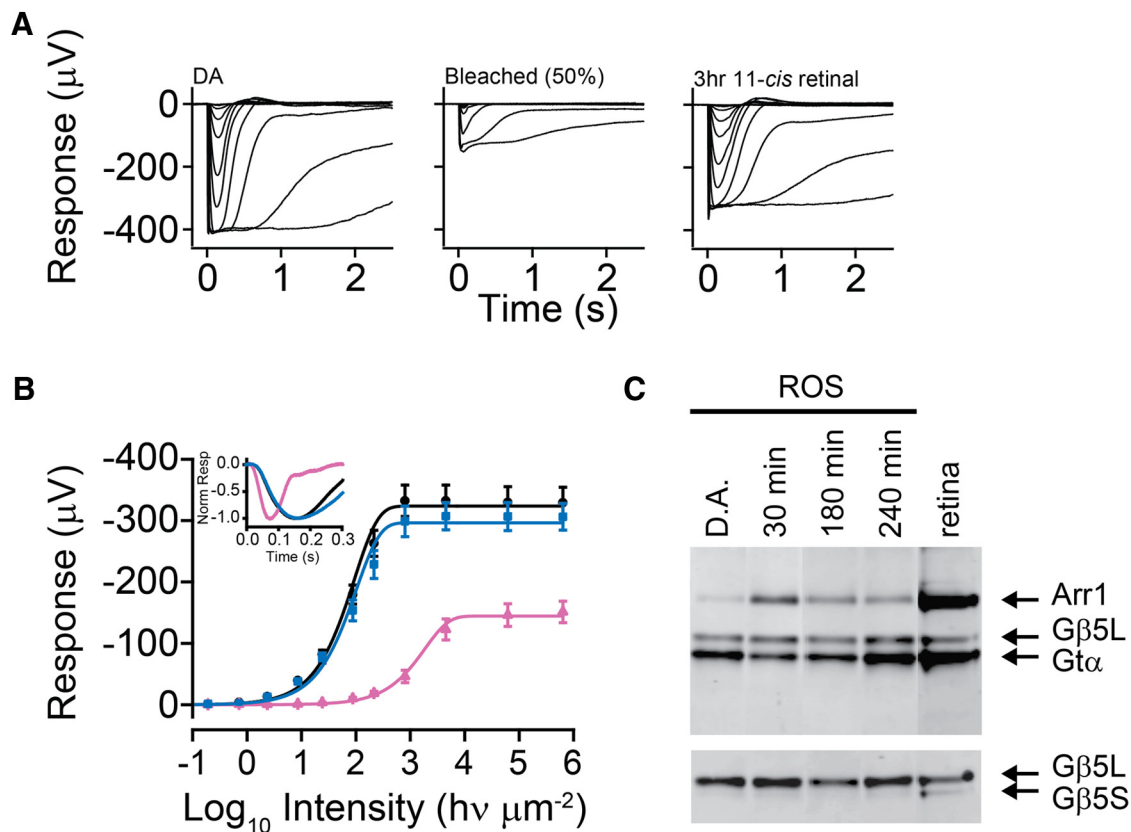 A
DA
Bleached (50%)
3hr 11-cis retinal
Response (μV)
0
-200
-400
0 1 2
0 1 2
0 1 2
Time (s)
B
Response (μV)
-400
-300
-200
-100
0
-1 0 1 2 3 4 5 6
Log10 Intensity (hν μm-2)
Norm Resp
0.0
-0.5
-1.0
0.0 0.1 0.2 0.3
Time (s)
C
ROS
D.A.
30 min
180 min
240 min
retina
Arr1
Gβ5L
Gtα
Gβ5L
Gβ5S